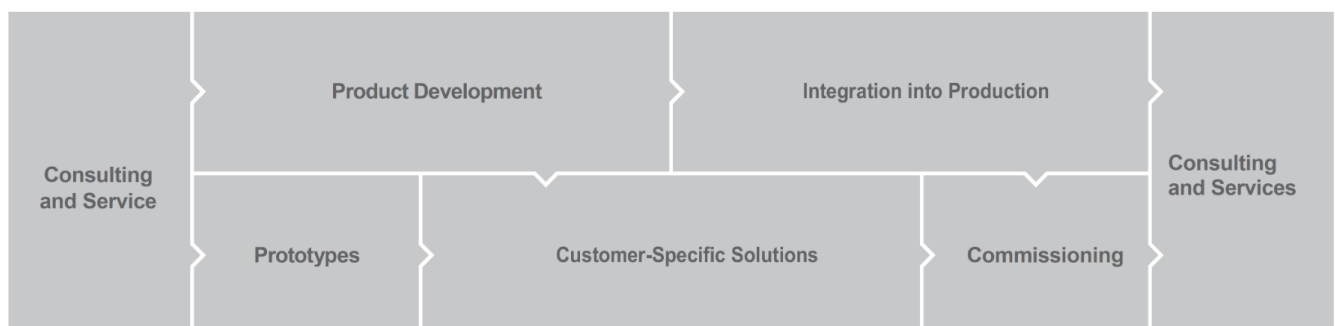 Consulting
and Service
Product Development
Integration into Production
Prototypes
Customer-Specific Solutions
Commissioning
Consulting
and Services